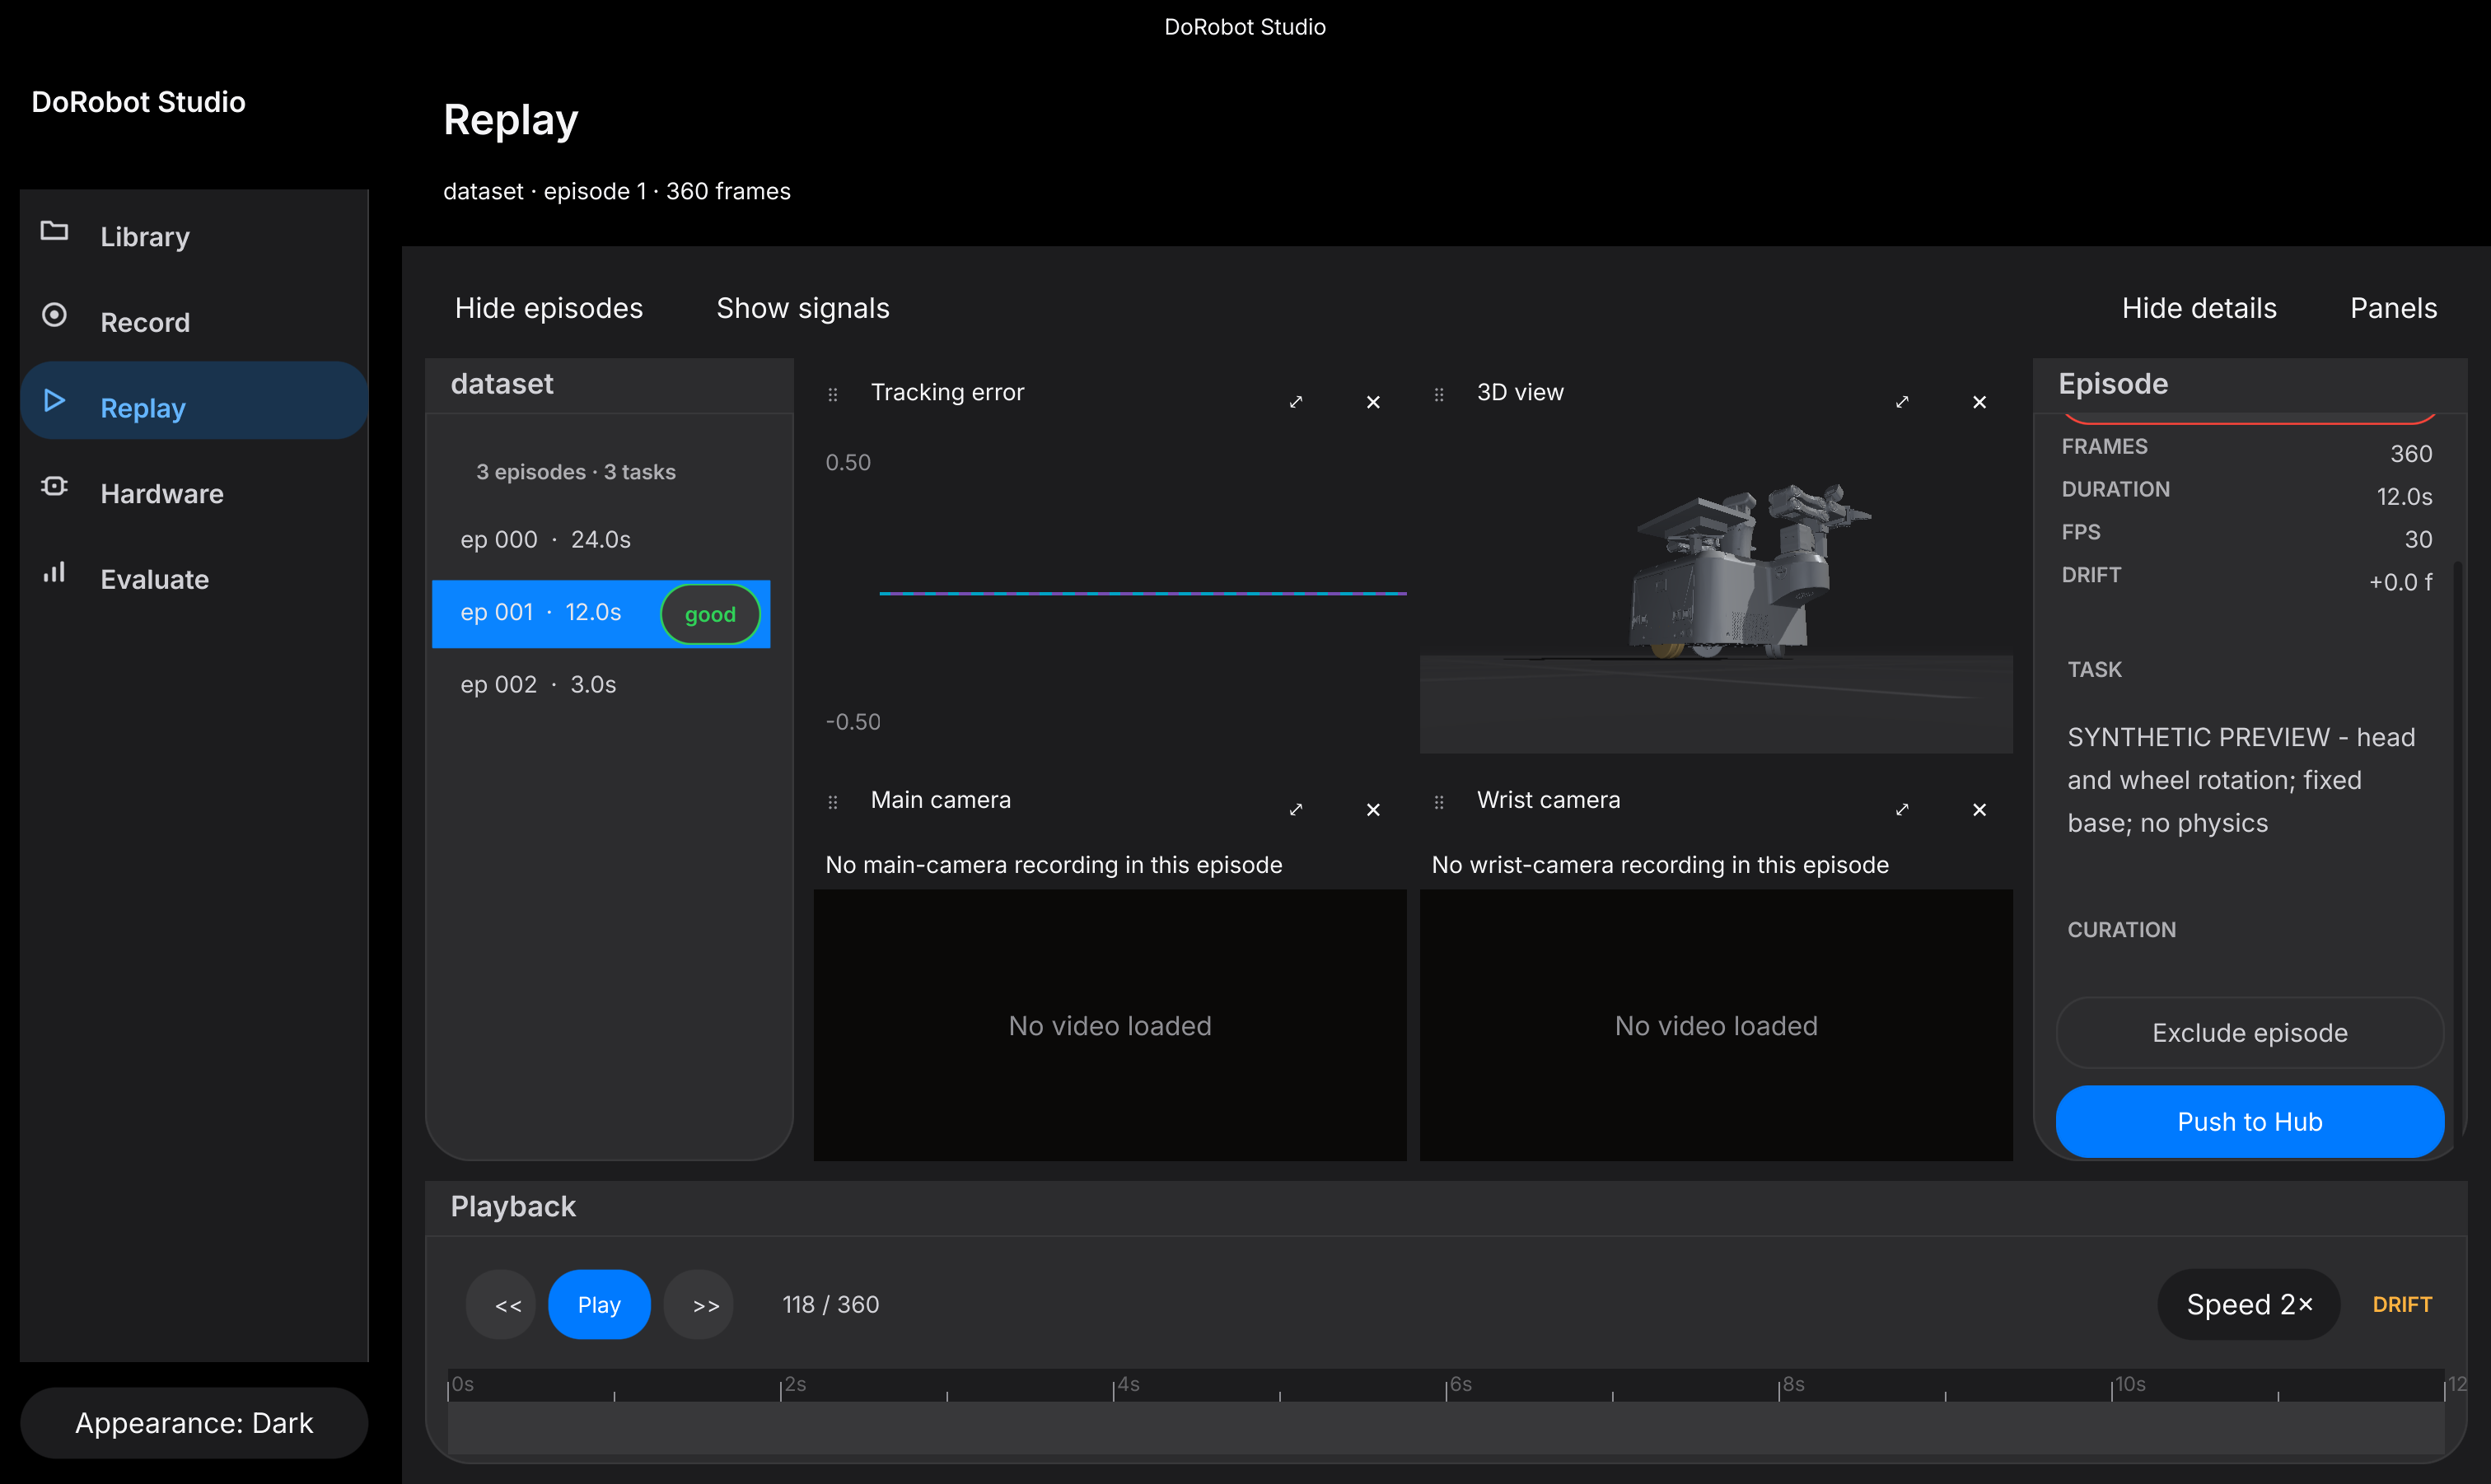 DoRobot Studio
DoRobot Studio
Library
Record
Replay
Hardware
Evaluate
Appearance: Dark
Replay
dataset · episode 1 · 360 frames
Hide episodes
Show signals
Hide details
Panels
dataset
3 episodes · 3 tasks
ep 000 · 24.0s
ep 001 · 12.0s
good
ep 002 · 3.0s
Tracking error
0.50
-0.50
3D view
Main camera
No main-camera recording in this episode
No video loaded
Wrist camera
No wrist-camera recording in this episode
No video loaded
Episode
FRAMES 360
DURATION 12.0s
FPS 30
DRIFT +0.0 f
TASK
SYNTHETIC PREVIEW - head
and wheel rotation; fixed
base; no physics
CURATION
Exclude episode
Push to Hub
Playback
<< Play >> 118 / 360
Speed 2×
DRIFT
0s 2s 4s 6s 8s 10s 12